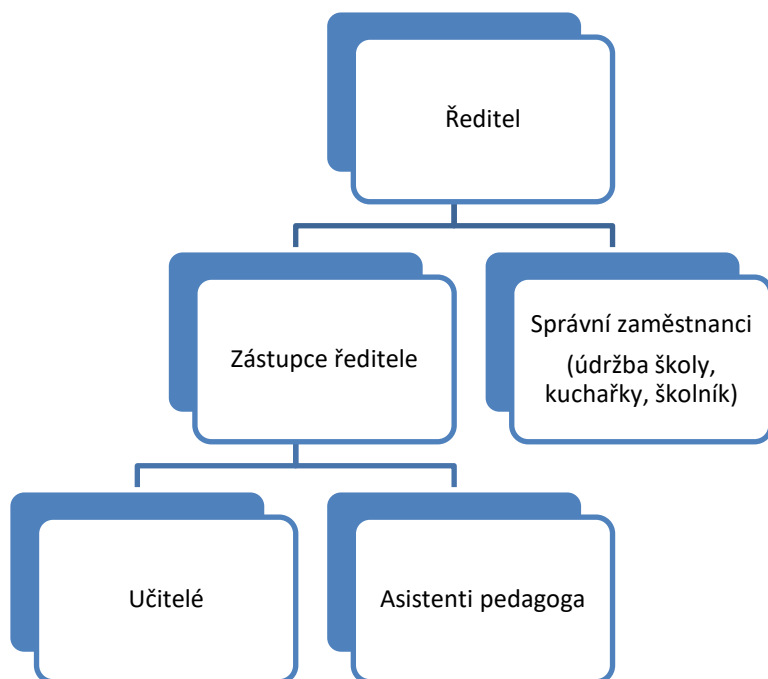 Ředitel
Zástupce ředitele
Správní zaměstnanci
(údržba školy,
kuchařky, školník)
Učitelé
Asistenti pedagoga